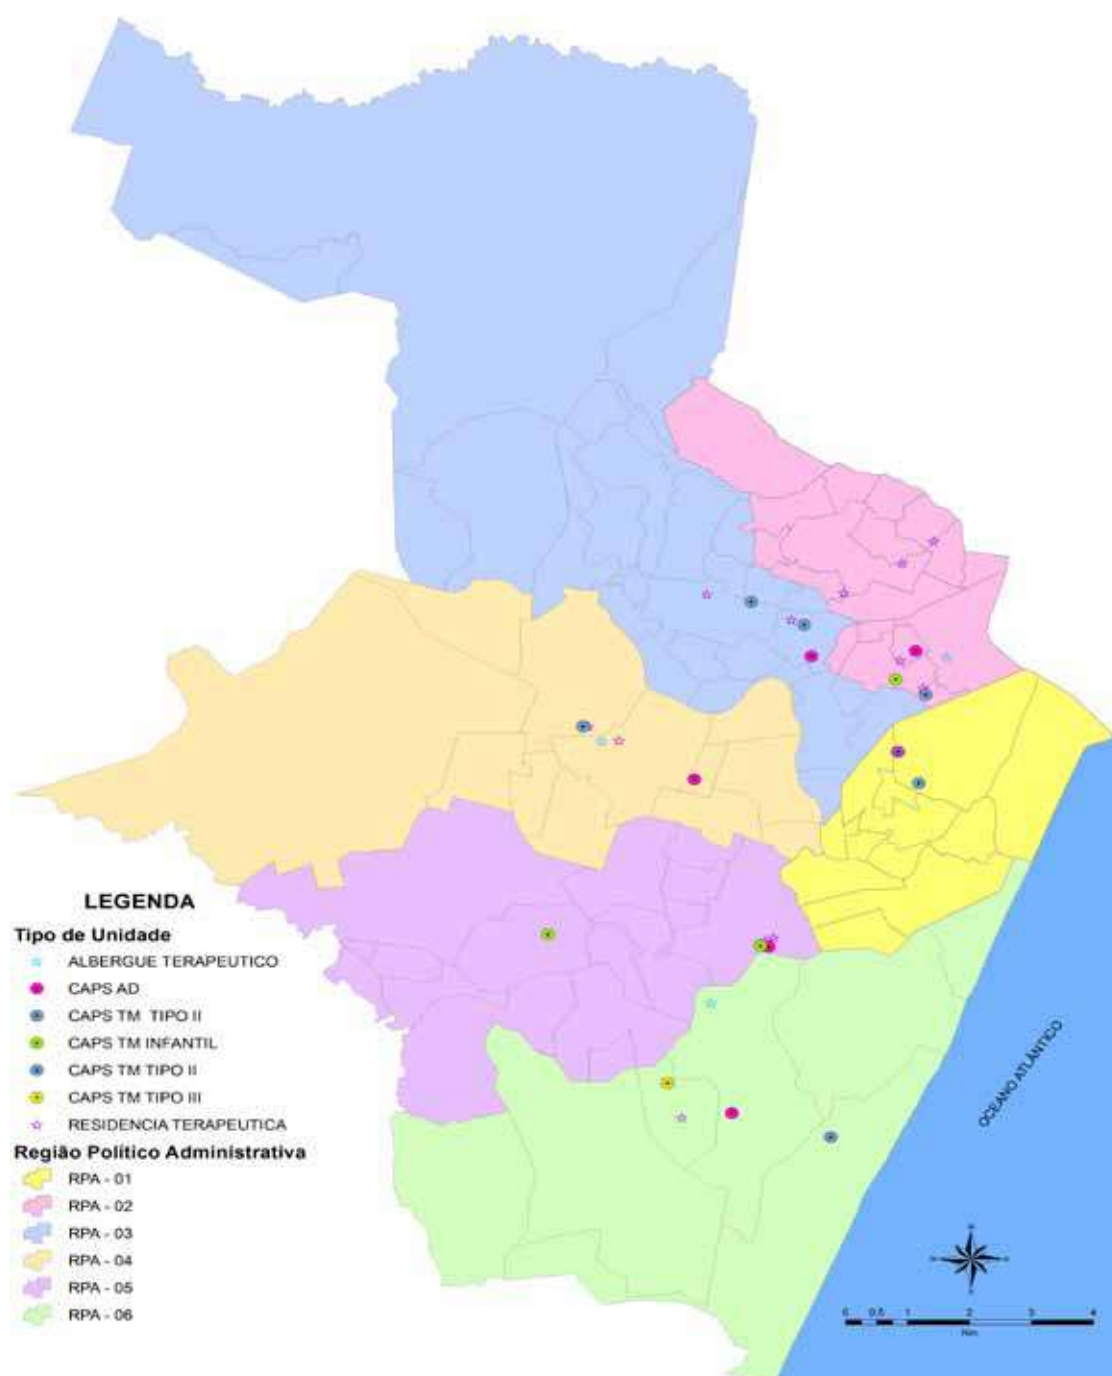 LEGENDA
Tipo de Unidade
ALBERGUE TERAPEUTICO
CAPS AD
CAPS TM TIPO II
CAPS TM INFANTIL
CAPS TM TIPO II
CAPS TM TIPO III
RESIDÊNCIA TERAPEUTICA
Região Político Administrativa
RPA - 01
RPA - 02
RPA - 03
RPA - 04
RPA - 05
RPA - 06
OCEANO ATLÂNTICO
0 0,5 1 2 3 4